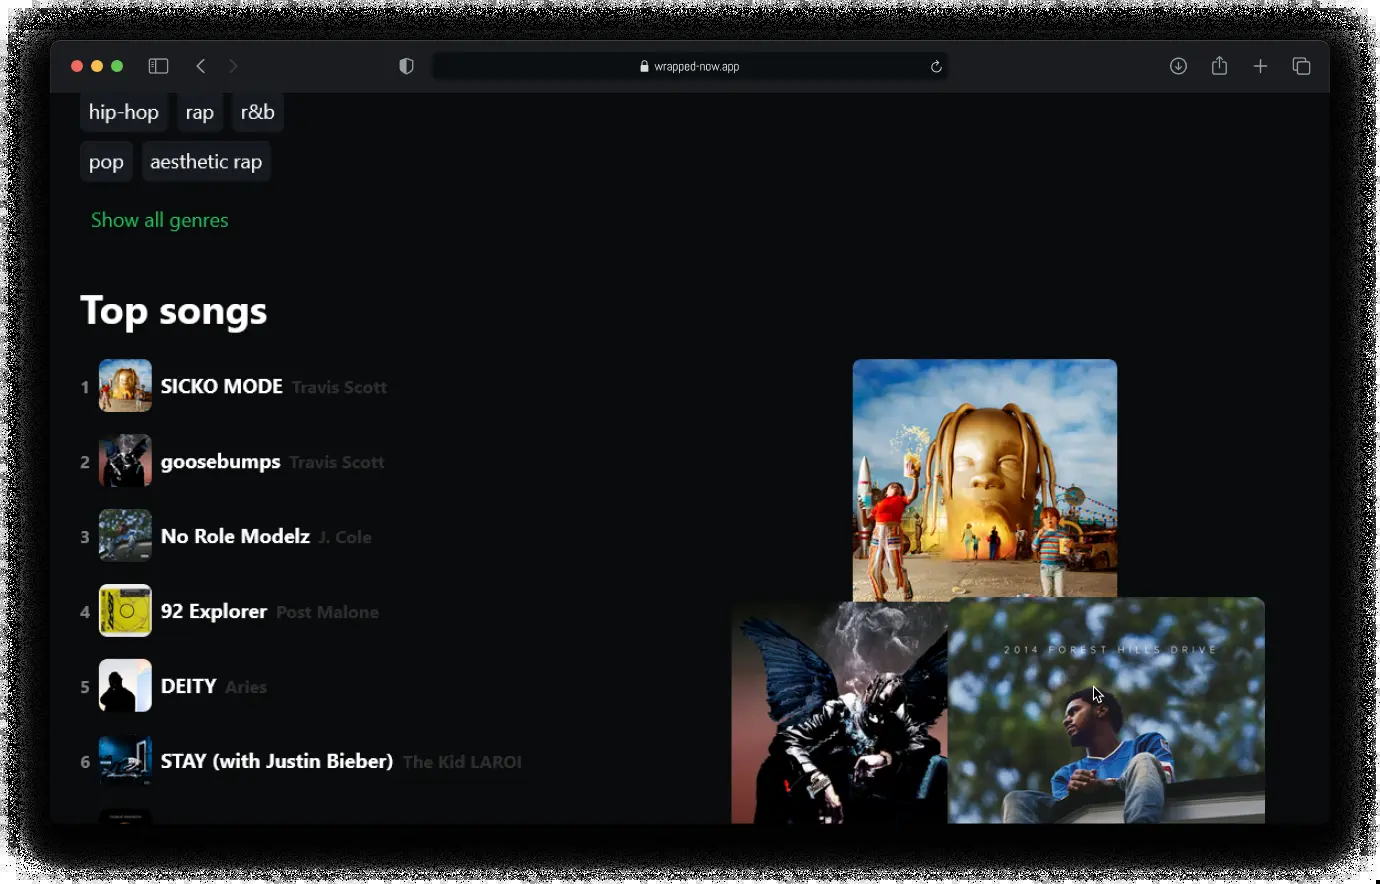 wrapped-now.app
hip-hop rap r&b
pop aesthetic rap
Show all genres
Top songs
1 SICKO MODE Travis Scott
2 goosebumps Travis Scott
3 No Role Modelz J. Cole
4 92 Explorer Post Malone
5 DEITY Aries
6 STAY (with Justin Bieber) The Kid LAROI
2014 FOREST HILLS DRIVE